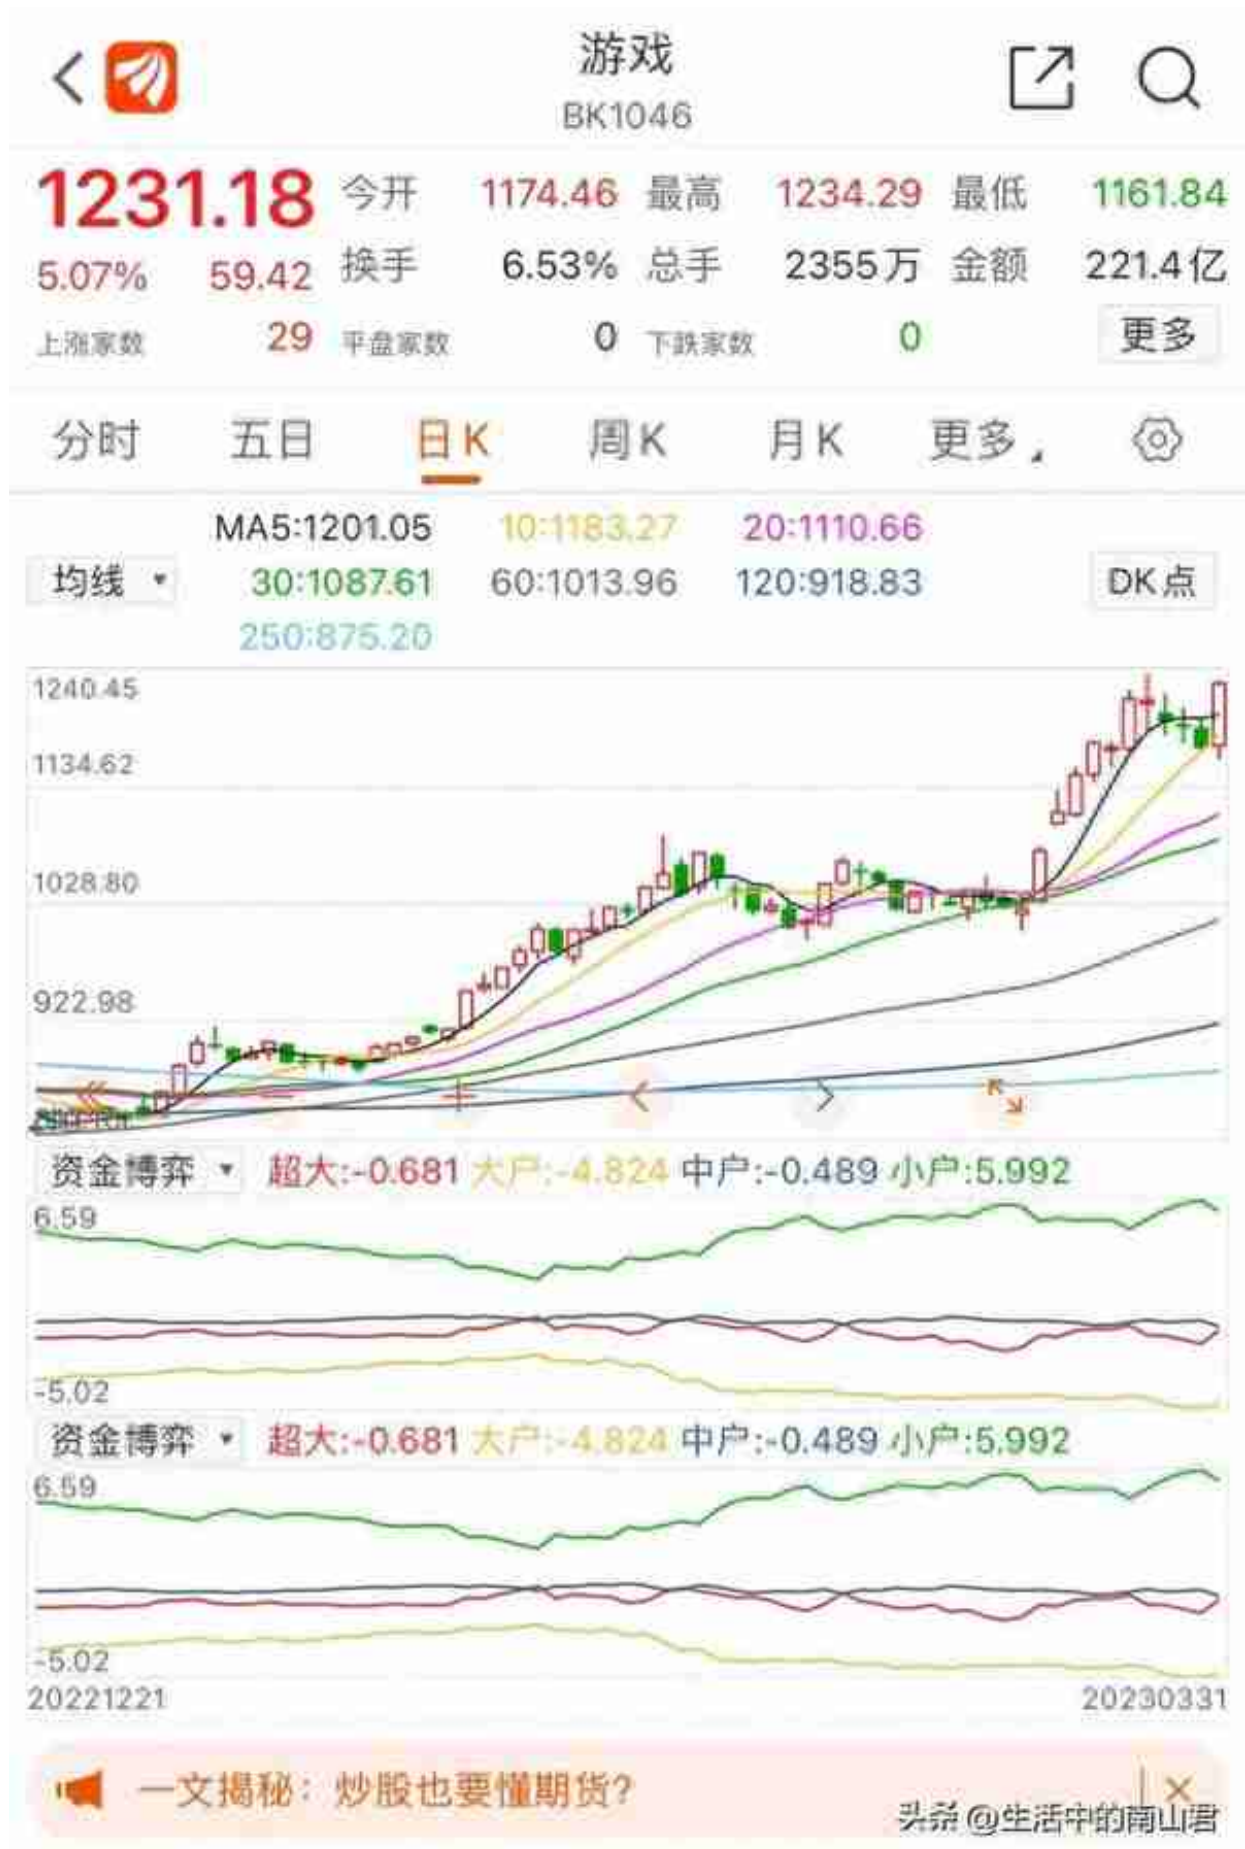 游戏
BK1046
1231.18 今开 1174.46 最高 1234.29 最低 1161.84
5.07% 59.42 换手 6.53% 总手 2355万 金额 221.4亿
上涨家数 29 平盘家数 0 下跌家数 0 更多
分时 五日 日K 周K 月K 更多
MA5:1201.05 10:1183.27 20:1110.66
均线 30:1087.61 60:1013.96 120:918.83 DK点
250:875.20
1240.45
1134.62
1028.80
922.98
资金博弈 超大:-0.681 大户:-4.824 中户:-0.489 小户:5.992
6.59
-5.02
资金博弈 超大:-0.681 大户:-4.824 中户:-0.489 小户:5.992
6.59
-5.02
20221221 20230331
一文揭秘：炒股也要懂期货？
头条 @生活中的南山君